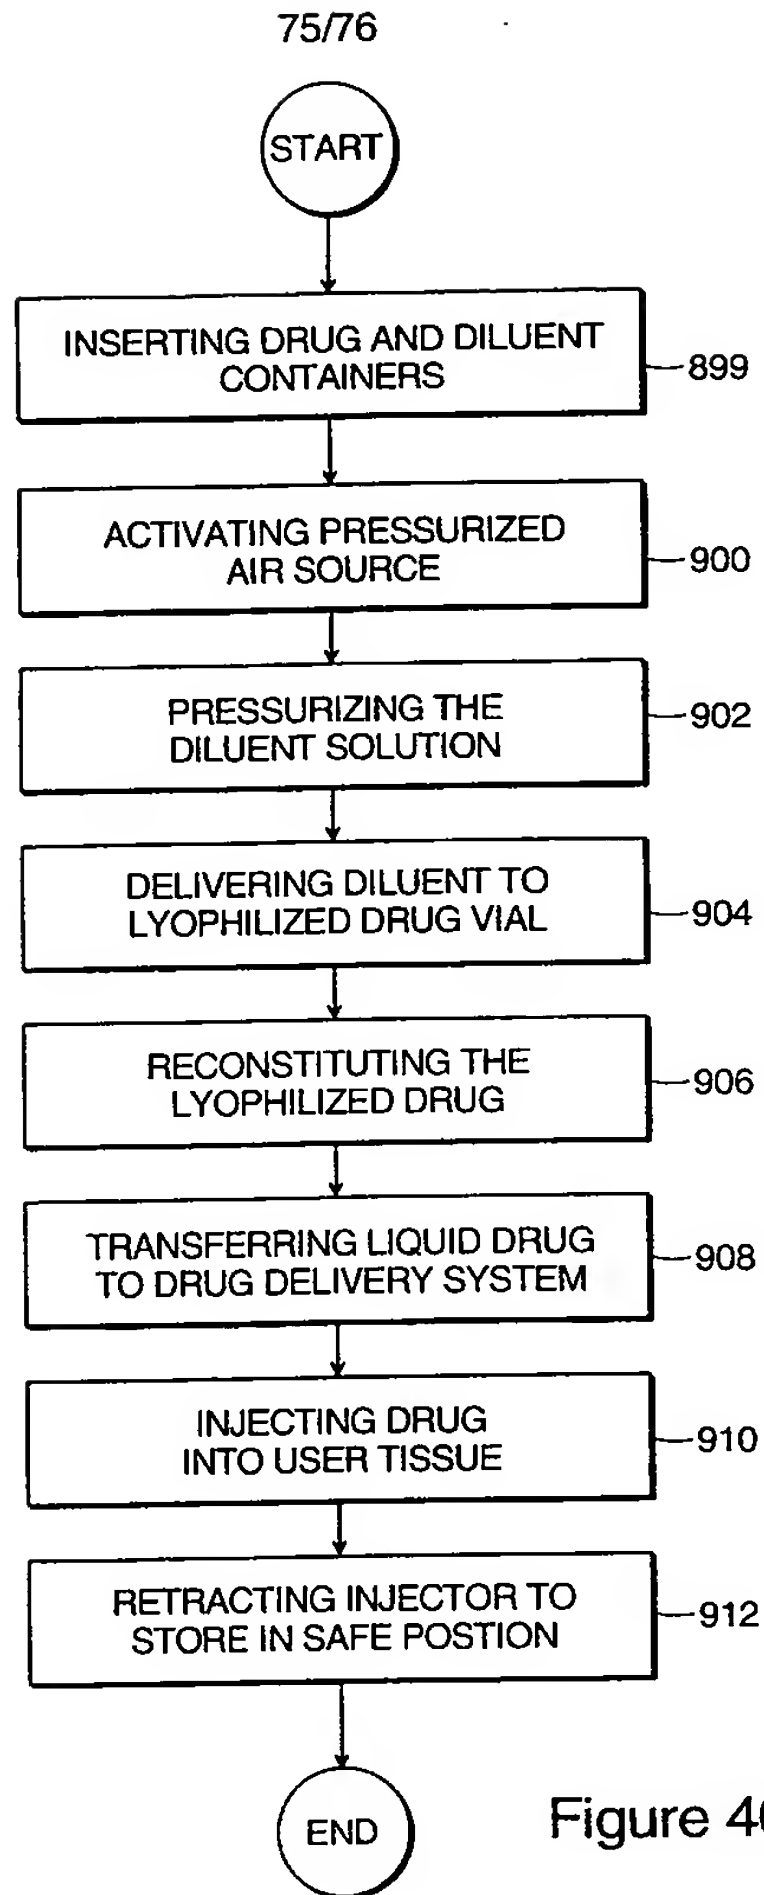 75/76
START
INSERTING DRUG AND DILUENT
CONTAINERS
899
ACTIVATING PRESSURIZED
AIR SOURCE
900
PRESSURIZING THE
DILUENT SOLUTION
902
DELIVERING DILUENT TO
LYOPHILIZED DRUG VIAL
904
RECONSTITUTING THE
LYOPHILIZED DRUG
906
TRANSFERRING LIQUID DRUG
TO DRUG DELIVERY SYSTEM
908
INJECTING DRUG
INTO USER TISSUE
910
RETRACTING INJECTOR TO
STORE IN SAFE POSTION
912
END
Figure